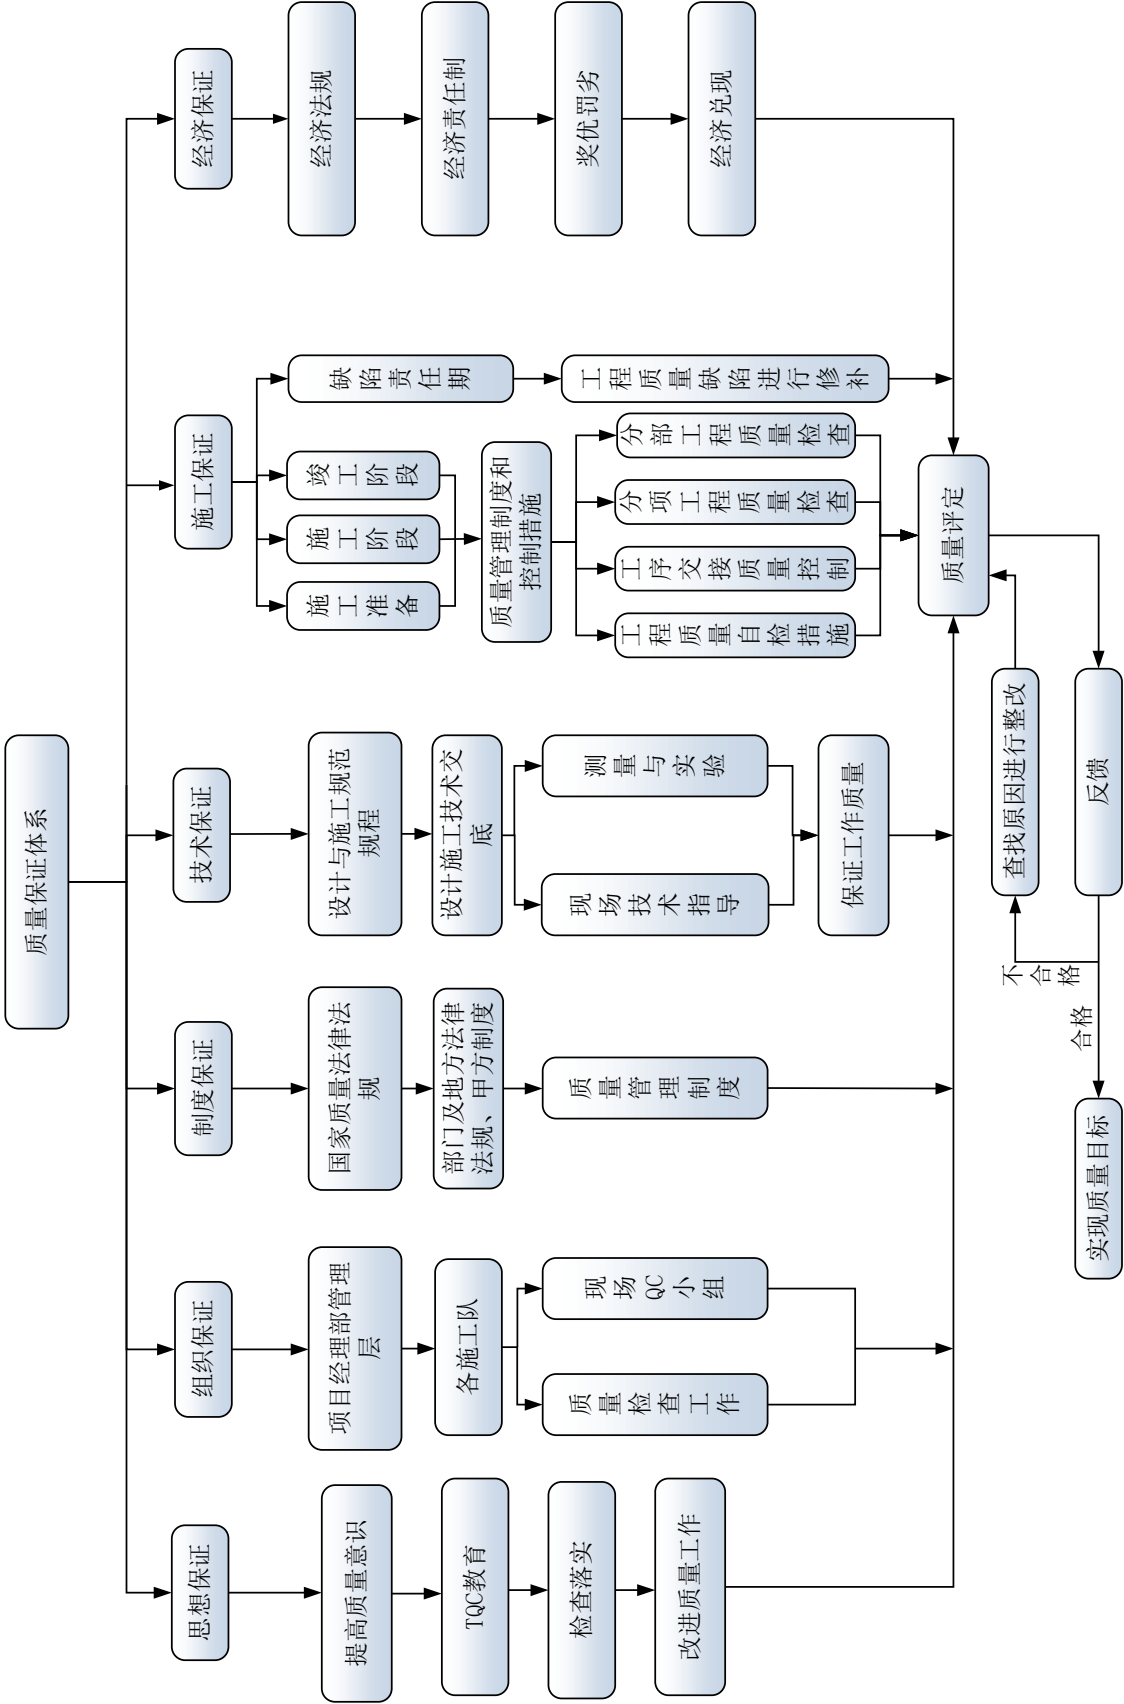 质量保证体系
思想保证
组织保证
制度保证
技术保证
施工保证
经济保证
提高质量意识
TQC教育
检查落实
改进质量工作
项目经理部管理
层
各施工队
质量检查工作
现场QC小组
国家质量法律法
规
部门及地方法律
法规、甲方制度
质量管理制度
设计与施工规范
规程
设计施工技术交
底
现场技术指导
测量与实验
保证工作质量
施工准备
施工阶段
竣工阶段
缺陷责任期
质量管理制度和
控制措施
工程质量自检措施
工序交接质量控制
分项工程质量检查
分部工程质量检查
工程质量缺陷进行修补
经济法规
经济责任制
奖优罚劣
经济兑现
质量评定
查找原因进行整改
反馈
不合格
合格
实现质量目标